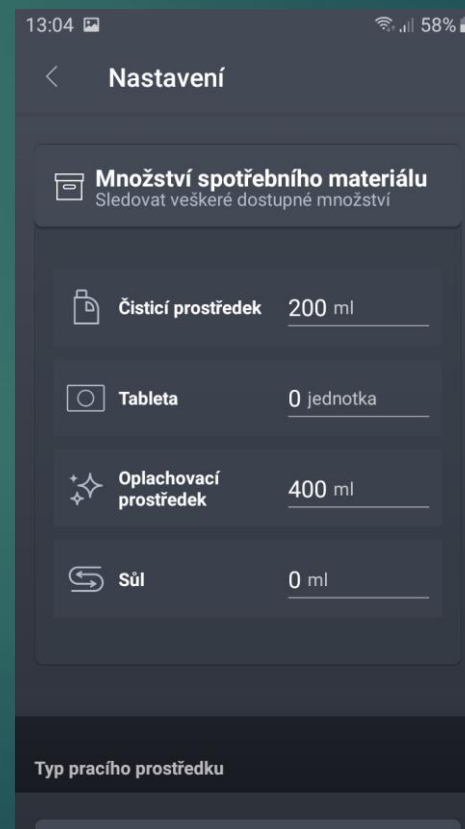 13:04 58%
Nastavení
Množství spotřebního materiálu
Sledovat veškeré dostupné množství
Čisticí prostředek 200 ml
Tableta 0 jednotka
Oplachovací
prostředek 400 ml
Sůl 0 ml
Typ pracího prostředku